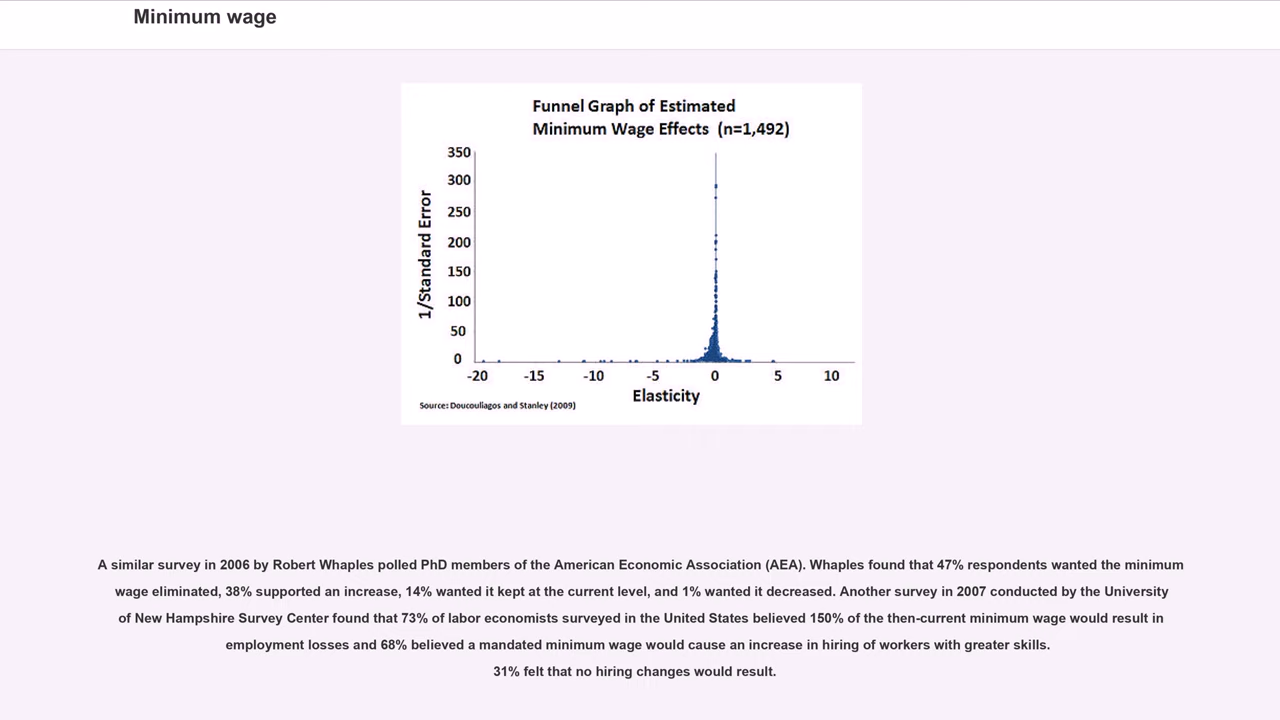 Minimum wage
Funnel Graph of Estimated
Minimum Wage Effects (n=1,492)
350
300
250
200
150
100
50
0
1/Standard Error
-20 -15 -10 -5 0 5 10
Elasticity
Source: Doucouliagos and Stanley (2009)
A similar survey in 2006 by Robert Whaples polled PhD members of the American Economic Association (AEA). Whaples found that 47% respondents wanted the minimum
wage eliminated, 38% supported an increase, 14% wanted it kept at the current level, and 1% wanted it decreased. Another survey in 2007 conducted by the University
of New Hampshire Survey Center found that 73% of labor economists surveyed in the United States believed 150% of the then-current minimum wage would result in
employment losses and 68% believed a mandated minimum wage would cause an increase in hiring of workers with greater skills.
31% felt that no hiring changes would result.